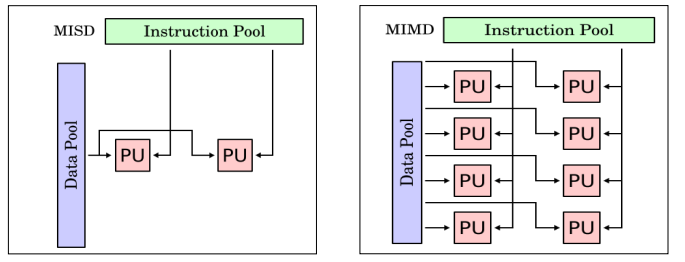 MISD
Instruction Pool
Data Pool
PU
PU
MIMD
Instruction Pool
Data Pool
PU
PU
PU
PU
PU
PU
PU
PU